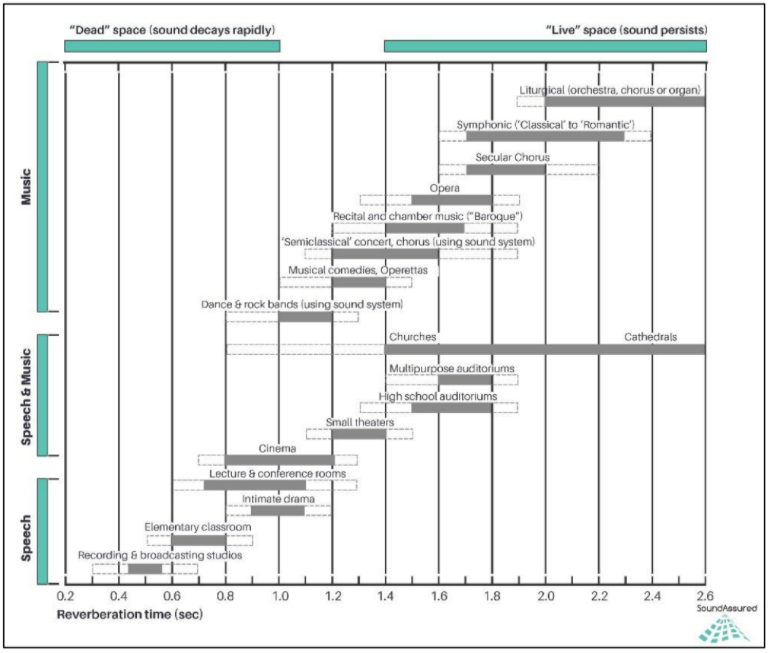 “Dead” space (sound decays rapidly)
“Live” space (sound persists)
Music
Liturgical (orchestra, chorus or organ)
Symphonic (‘Classical’ to ‘Romantic’)
Secular Chorus
Opera
Recital and chamber music (“Baroque”)
‘Semiclassical’ concert, chorus (using sound system)
Musical comedies, Operettas
Dance & rock bands (using sound system)
Speech & Music
Churches
Cathedrals
Multipurpose auditoriums
High school auditoriums
Small theaters
Cinema
Speech
Lecture & conference rooms
Intimate drama
Elementary classroom
Recording & broadcasting studios
0.2 0.4 0.6 0.8 1.0 1.2 1.4 1.6 1.8 2.0 2.2 2.4 2.6
Reverberation time (sec)
SoundAssured